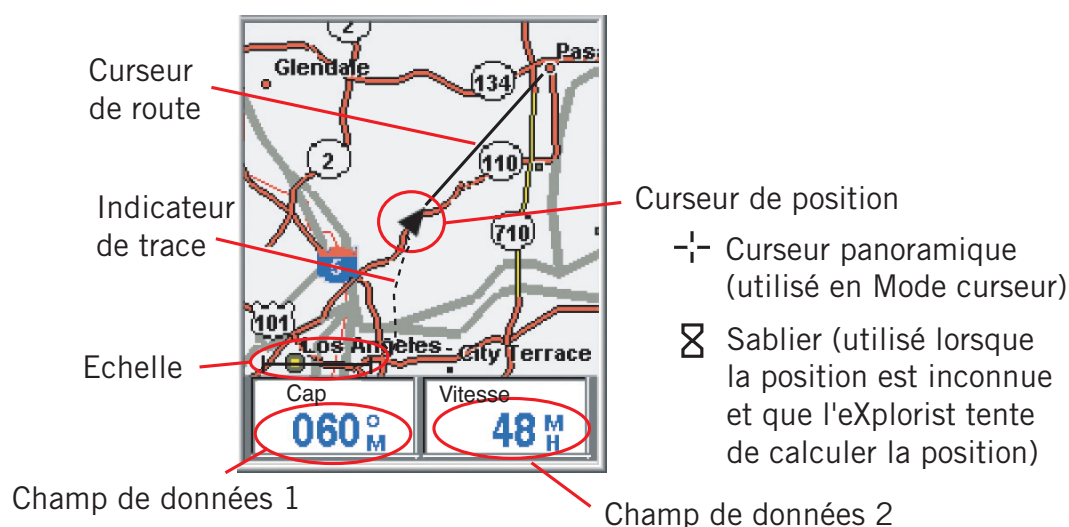 Curseur
de route
Indicateur
de trace
Echelle
Champ de données 1
2
Glendale
Pas
134
2
110
710
5
101
Los Angeles
City Terrace
Cap
060 °
M
Vitesse
48 M
H
Curseur de position
Curseur panoramique
(utilisé en Mode curseur)
Sablier (utilisé lorsque
la position est inconnue
et que l'eXplorist tente
de calculer la position)
Champ de données 2